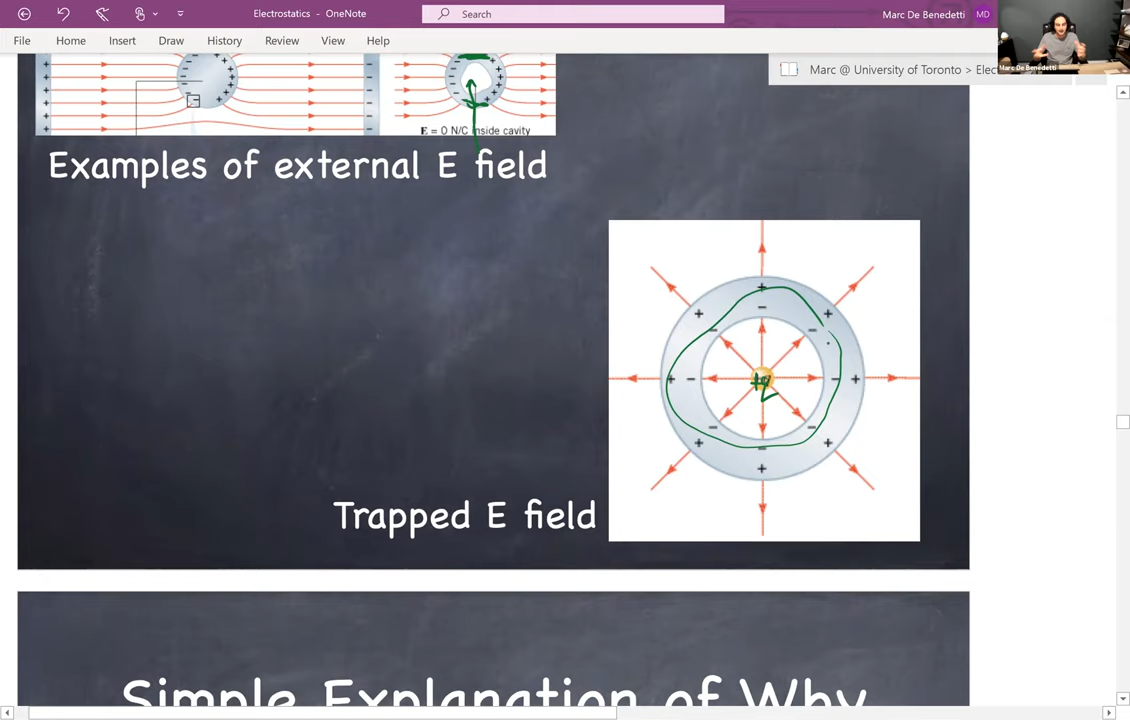 Electrostatics - OneNote
Search
Marc De Benedetti
MD
File Home Insert Draw History Review View Help
Marc De Benedetti
Marc @ University of Toronto > Elec
E = 0 N/C inside cavity
Examples of external E field
+q
Trapped E field
Simple Explanation of Why